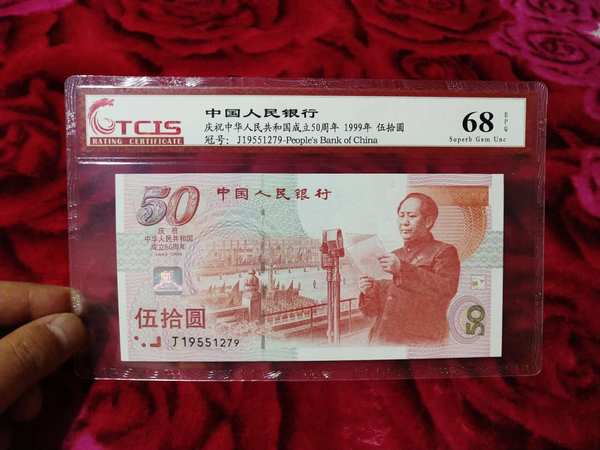 TCIS
RATING CERTIFICATE
中国人民银行
庆祝中华人民共和国成立50周年 1999年 伍拾圆
冠号: J19551279-People's Bank of China
68
EPQ
Superb Gem Unc
50
中国人民银行
庆祝
中华人民共和国
成立50周年
1949-1999
伍拾圆
J19551279
50